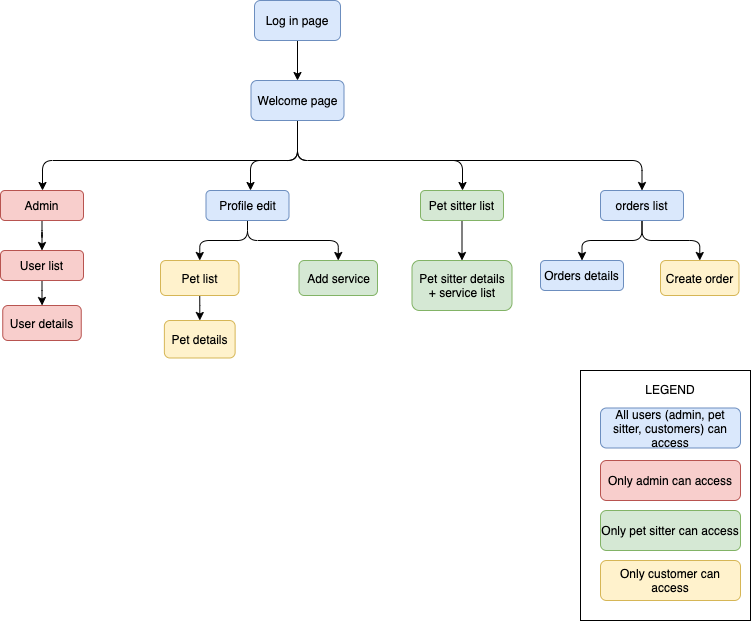 Log in page
Welcome page
Admin
Profile edit
Pet sitter list
orders list
User list
Pet list
Add service
Pet sitter details
+ service list
Orders details
Create order
User details
Pet details
LEGEND
All users (admin, pet
sitter, customers) can
access
Only admin can access
Only pet sitter can access
Only customer can
access